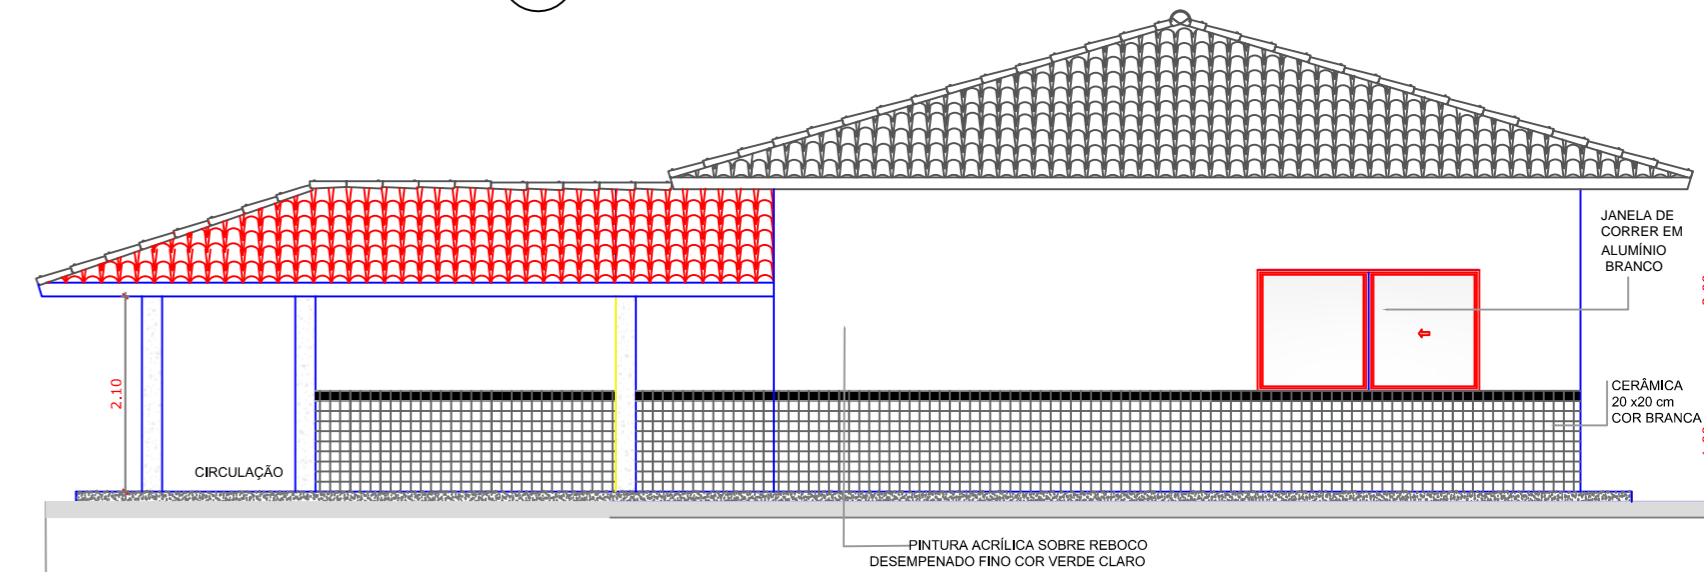 JANELA DE
CORRER EM
ALUMÍNIO
BRANCO
2.10
CERÂMICA
20 x20 cm
COR BRANCA
CIRCULAÇÃO
PINTURA ACRÍLICA SOBRE REBOCO
DESEMPENADO FINO COR VERDE CLARO